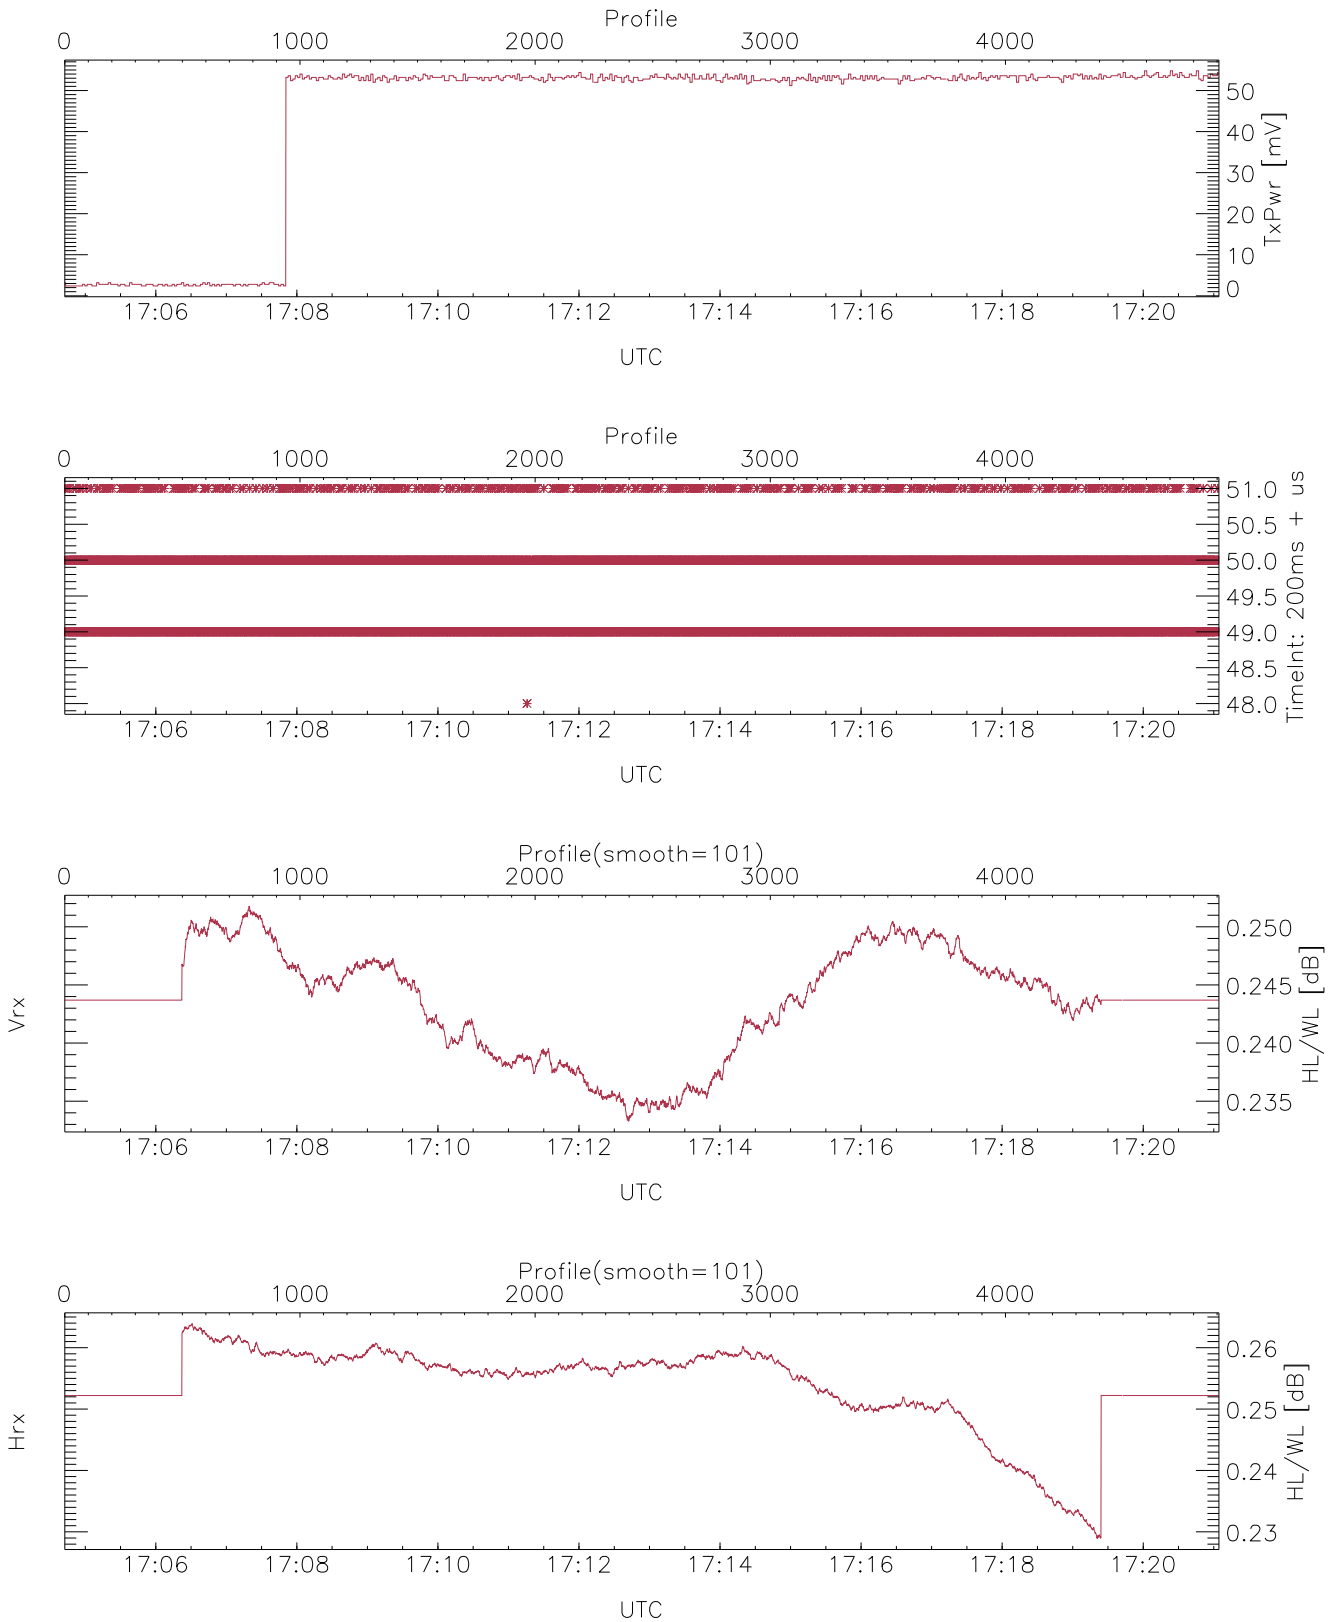 Profile
0 1000 2000 3000 4000
50
40
30
20
10
0
TxPwr [mV]
17:06 17:08 17:10 17:12 17:14 17:16 17:18 17:20
UTC
Profile
0 1000 2000 3000 4000
51.0
50.5
50.0
49.5
49.0
48.5
48.0
TimeInt: 200ms + us
17:06 17:08 17:10 17:12 17:14 17:16 17:18 17:20
UTC
Profile(smooth=101)
0 1000 2000 3000 4000
Vrx
0.250
0.245
0.240
0.235
HL/WL [dB]
17:06 17:08 17:10 17:12 17:14 17:16 17:18 17:20
UTC
Profile(smooth=101)
0 1000 2000 3000 4000
Hrx
0.26
0.25
0.24
0.23
HL/WL [dB]
17:06 17:08 17:10 17:12 17:14 17:16 17:18 17:20
UTC